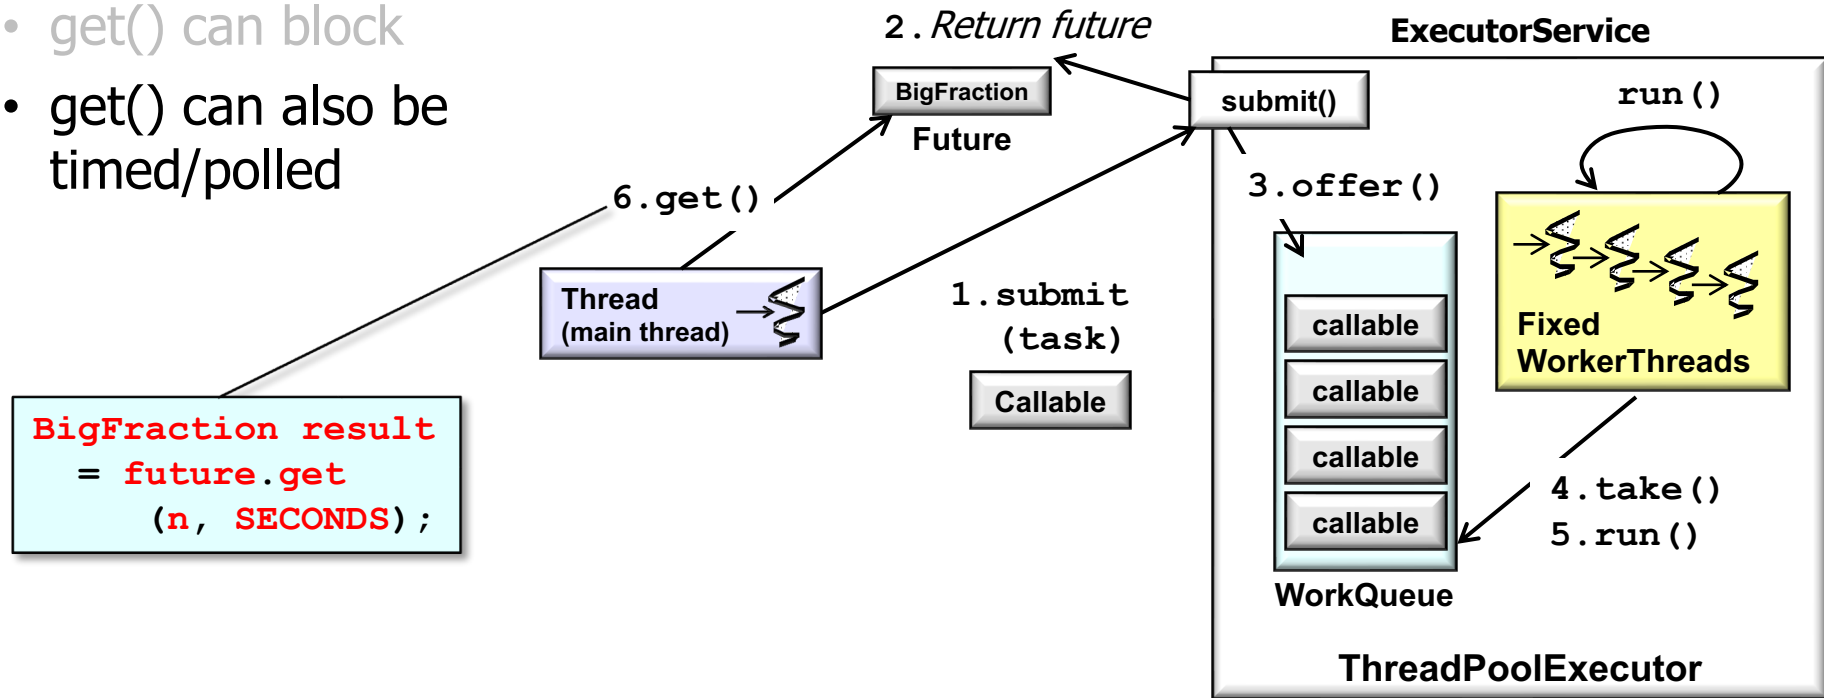 • get() can block
• get() can also be
timed/polled
2.Return future
ExecutorService
BigFraction
Future
submit()
run()
6.get()
3.offer()
Thread
(main thread)
1.submit
(task)
Callable
callable
callable
callable
callable
WorkQueue
Fixed
WorkerThreads
4.take()
5.run()
BigFraction result
= future.get
(n, SECONDS);
ThreadPoolExecutor